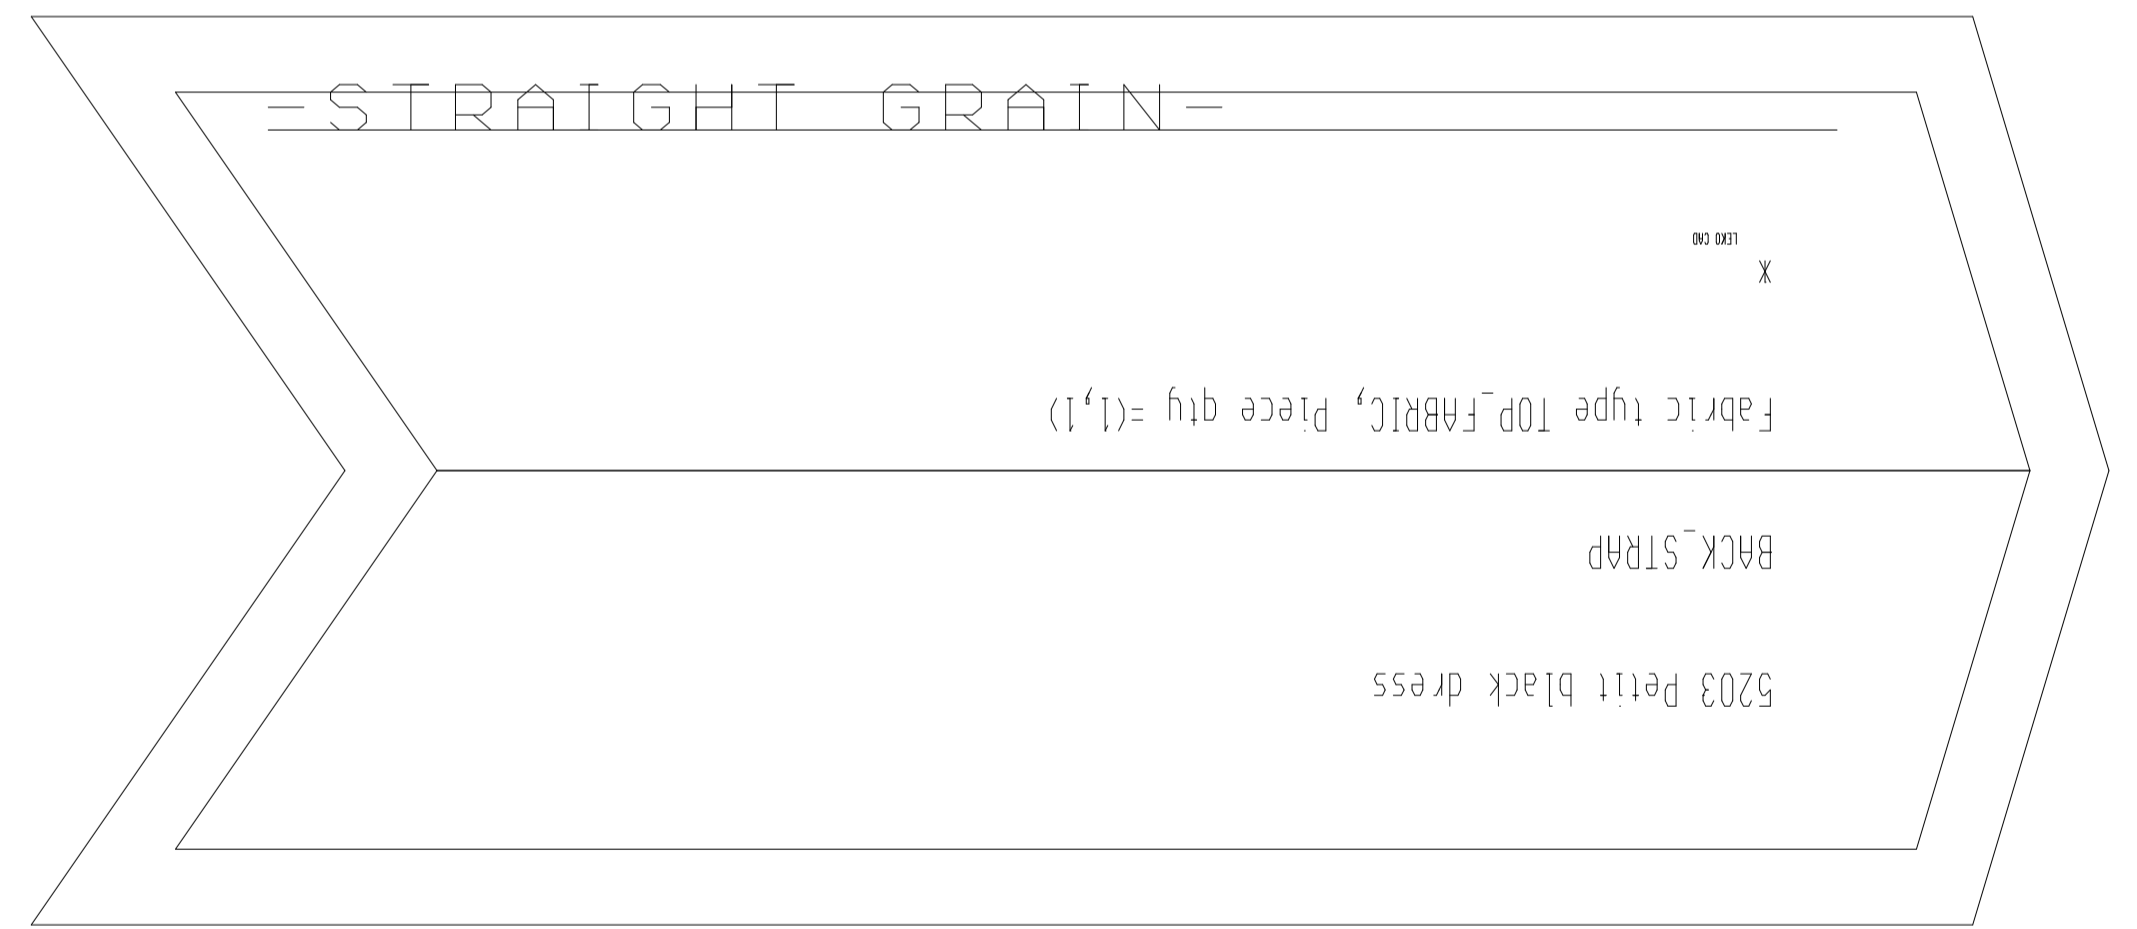 -STRAIGHT GRAIN-
5203 Petit black dress
BACK_STRAP
Fabric type TOP_FABRIC, Piece qty =(1,1)
*
LEKO CAD